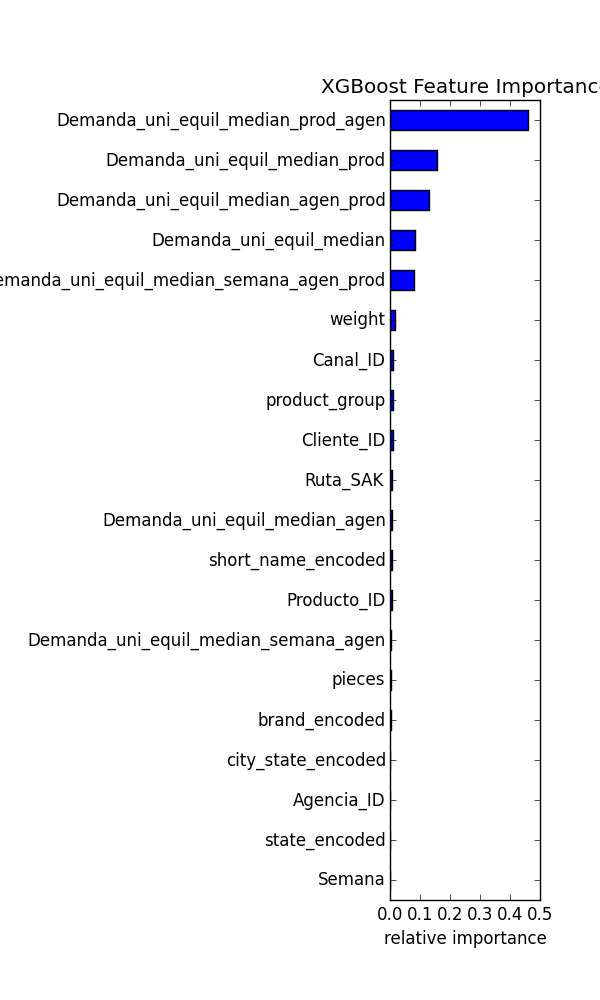 XGBoost Feature Importance
Demanda_uni_equil_median_prod_agen
Demanda_uni_equil_median_prod
Demanda_uni_equil_median_agen_prod
Demanda_uni_equil_median
emanda_uni_equil_median_semana_agen_prod
weight
Canal_ID
product_group
Cliente_ID
Ruta_SAK
Demanda_uni_equil_median_agen
short_name_encoded
Producto_ID
Demanda_uni_equil_median_semana_agen
pieces
brand_encoded
city_state_encoded
Agencia_ID
state_encoded
Semana
0.0 0.1 0.2 0.3 0.4 0.5
relative importance